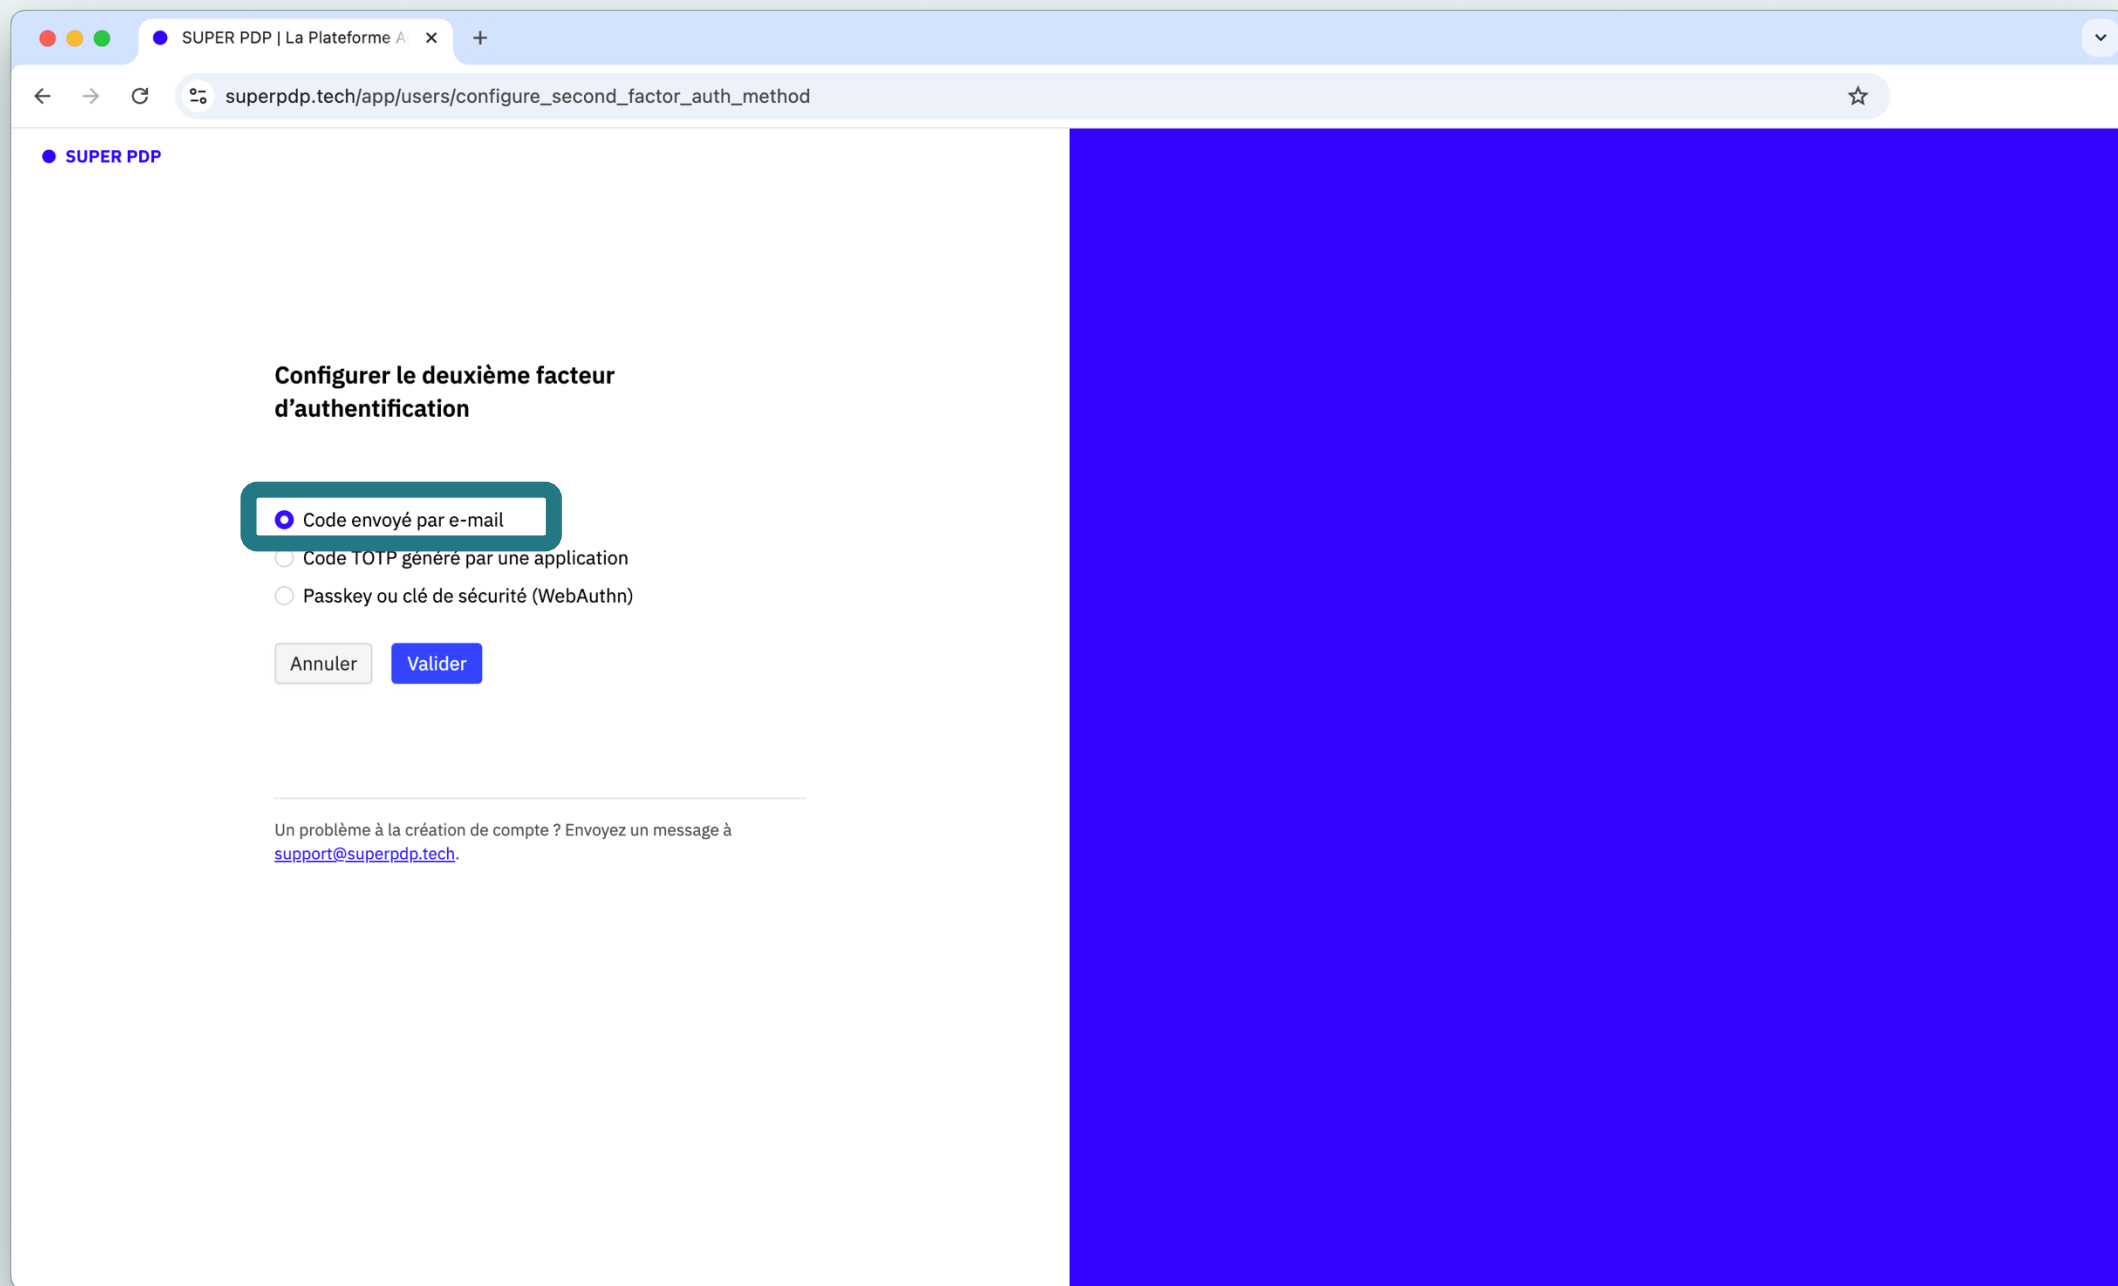 SUPER PDP | La Plateforme A
superpdp.tech/app/users/configure_second_factor_auth_method
SUPER PDP
Configurer le deuxième facteur
d’authentification
Code envoyé par e-mail
Code TOTP généré par une application
Passkey ou clé de sécurité (WebAuthn)
Annuler
Valider
Un problème à la création de compte ? Envoyez un message à
support@superpdp.tech.